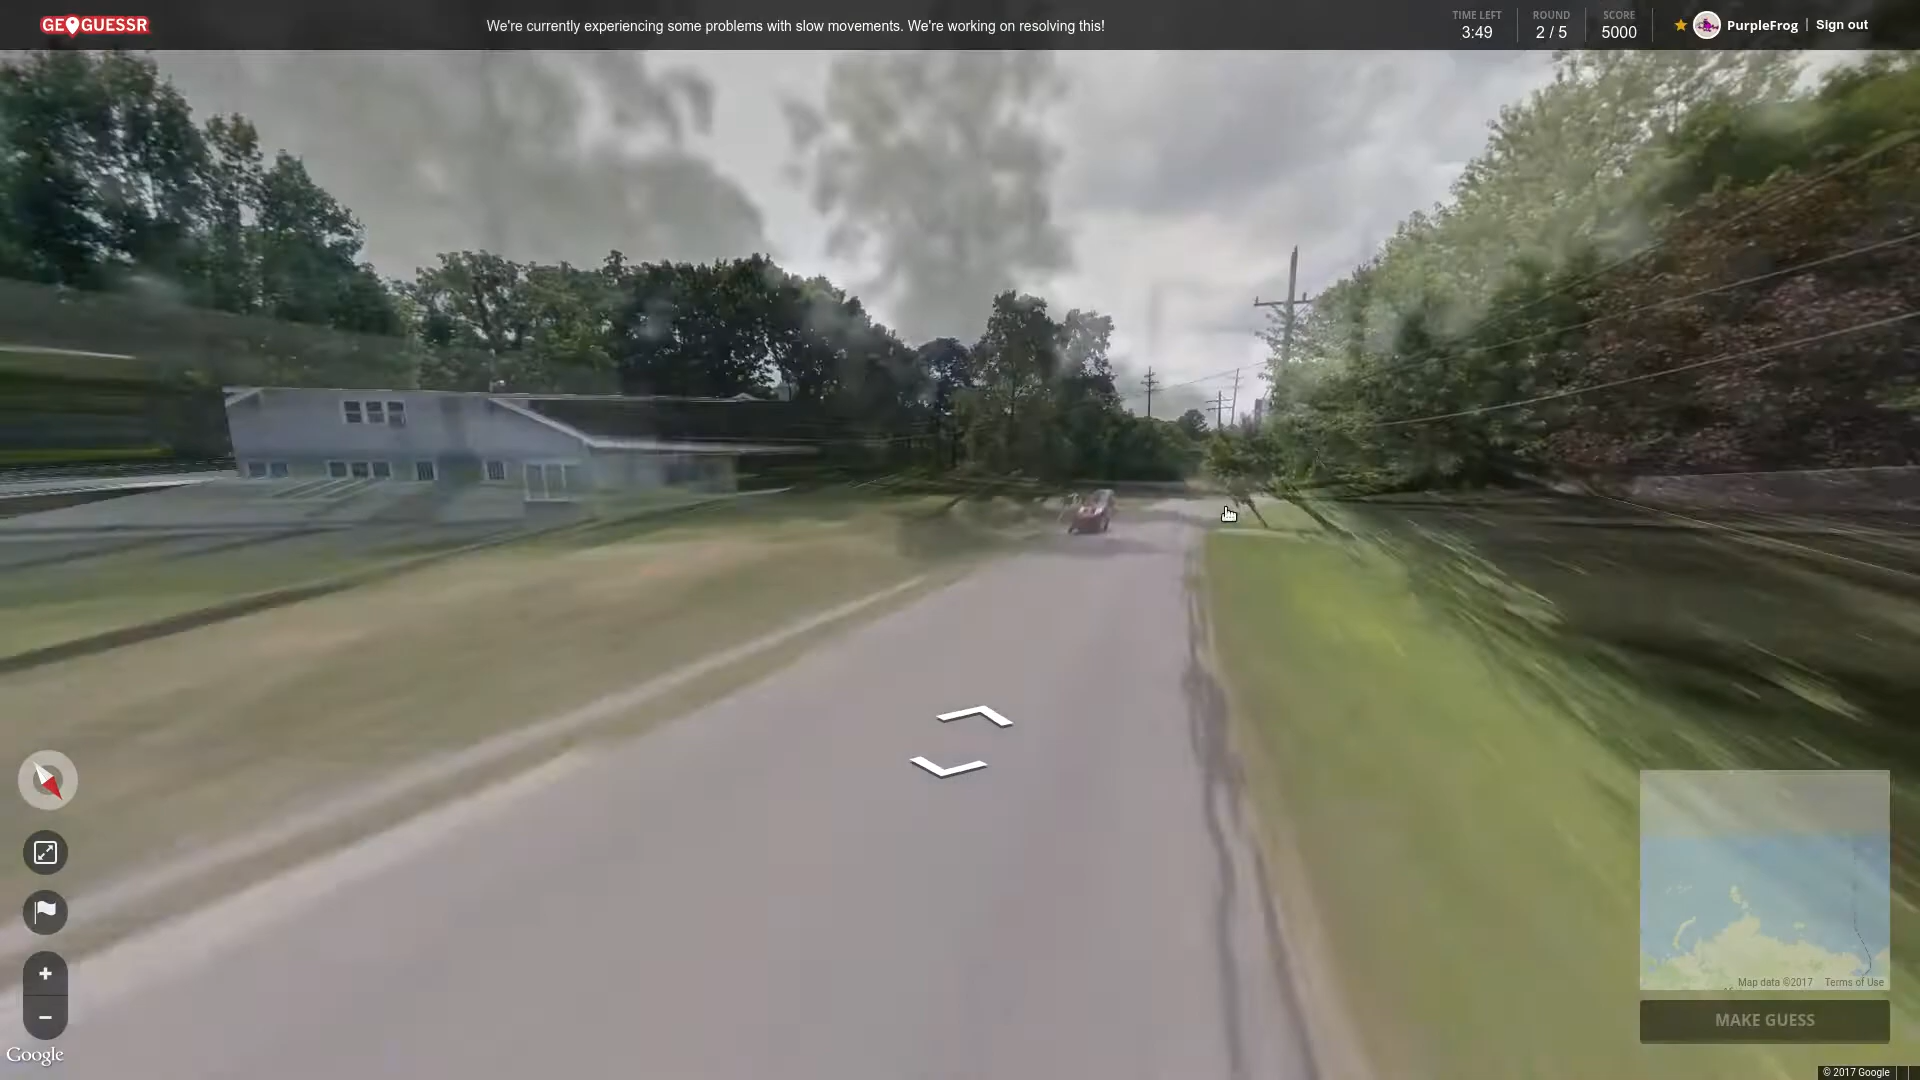 GEOGUESSR
We're currently experiencing some problems with slow movements. We're working on resolving this!
TIME LEFT
3:49
ROUND
2 / 5
SCORE
5000
PurpleFrog | Sign out
Map data ©2017 Terms of Use
MAKE GUESS
Google
© 2017 Google